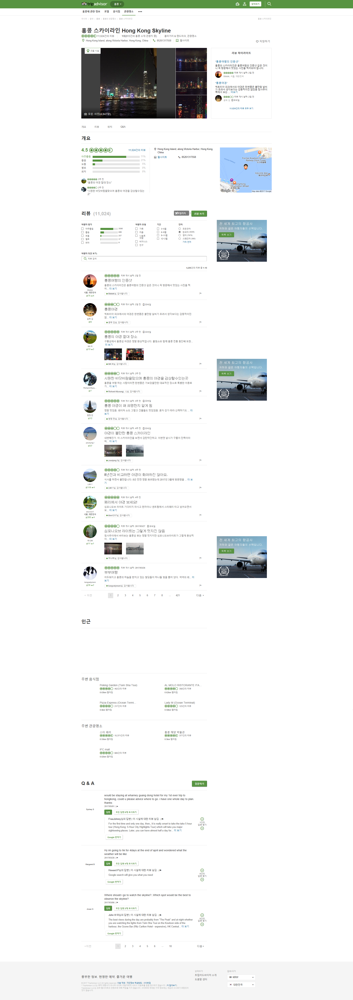 tripadvisor
홍콩
참여하기
홍콩에 관한 정보 호텔 음식점 관광명소
아시아 › 중국 › 홍콩 › 홍콩의 관광명소 › 홍콩 스카이라인
홍콩 스카이라인
홍콩 스카이라인 Hong Kong Skyline
11,024건의 리뷰 1위(813건의 홍콩 소재 관광지 중) 흥미거리 & 랜드마크, 관광명소
Hong Kong Island, along Victoria Harbor, Hong Kong, China 85261317558 웹사이트
저장하기
으뜸 시설
모든 사진(4,847장)
리뷰 하이라이트
"홍콩여행의 인증샷"
홍콩의 스카이라인은 홍콩여행의 인증샷 같은 것이
니 꼭 방문해서 멋있는 사진을 찍어와야 합니다.
리뷰 게시 날짜: 2일 전
Bibibik, 서울, 대한민국
"홍콩야경"
빅토리아 피크에서의 야경은 한번쯤은 볼만함 날씨
가 흐려서 생각보다는 감동적이진 않았음 침사추이
쪽에서 보는 ... 더 보기
리뷰 게시 날짜: 2일 전
윤학 김 모바일
11,024건의 리뷰 모두 보기
개요 리뷰 위치 Q&A
개요
4.5
11,024건의 리뷰
아주좋음 71%
좋음 21%
보통 5%
별로 0%
최악 0%
2주 전
"홍콩의 야경 절대 장소"
2주 전
"시원한 바닷바람을맞으며 홍콩의 야경을 감상할수있는
곳"
Hong Kong Island, along Victoria Harbor, Hong Kong,
China
웹사이트 85261317558
Former Kowloon-Canton
Railway Clock Tower
빅토리아 하버
Hong Kong
Observation Wheel
Google
Map data ©2017 Google
리뷰 (11,024)
리뷰 쓰기
여행자 평가 여행자 유형 기간 언어
아주좋음 3086
좋음 866
보통 207
별로 37
최악 9
가족
커플
나홀로
여행
비지니스
친구
3~5월
6~8월
9~11월
12~2월
모든언어
한국어 (4205)
영어 (7979)
스페인어 (383)
기타 언어
여행자 의견 보기:
리뷰 검색
4,205건의 리뷰 중 1-10
리뷰 게시 날짜: 2일 전
홍콩여행의 인증샷
홍콩의 스카이라인은 홍콩여행의 인증샷 같은 것이니 꼭 방문해서 멋있는 사진을 찍
어... 더 보기
Bibibik
서울, 대한민국
75 4
Bibibik님, 감사합니다.
리뷰 게시 날짜: 2일 전 모바일
홍콩야경
빅토리아 피크에서의 야경은 한번쯤은 볼만함 날씨가 흐려서 생각보다는 감동적이진
않... 더 보기
윤학 김
윤학 김님, 감사합니다.
리뷰 게시 날짜: 2주 전 모바일
홍콩의 야경 절대 장소
구룡섬에서 홍콩섬 야경은 정말 환상적입니다. 불빛쇼와 함께 홍콩 전통 돛단배 또한...
더 보기
MK R
13 2
MK R님, 감사합니다.
리뷰 게시 날짜: 2주 전
시원한 바닷바람을맞으며 홍콩의 야경을 감상할수있는곳
홍콩을 여행 하는 사람이라면 한번쯤은 가보았을만한 대표적인 장소로 특별한 이용료
가... 더 보기
Richard-Myou...
7
Richard-Myoungj... L님, 감사합니다.
리뷰 게시 날짜: 3주 전 모바일
홍콩 야경이 왜 유명한지 알게 됨
정말 멋있음. 레이져 쇼도 그렇고 건물들도 멋있었음. 혼자 강가 따라 산책하기도 ... 더
보기
12
리뷰 게시 날짜: 4주 전 모바일
야경이 볼만한 홍콩 스카이라인
네번째인가. 이 스카이라인을 보면서 감탄약간하고. 이번엔 날시가 구름이 잔뜩이라
허... 더 보기
younjung l
37
younjung l님, 감사합니다.
리뷰 게시 날짜: 4주 전
8년전과 비교하면 야경이 화려하진 않아요.
식사를 하면서 볼만합니다. 8년 전엔 정말 화려했는데 2017년 3월에 방문했을 ... 더 보
기
LIM Y
119 4
LIM Y님, 감사합니다.
리뷰 게시 날짜: 4주 전
페리에서 야경 보세요!
심포니오브 라이트 기다리지 마시고 완차이나 센트럴에서 스타페리 타고 넘어오면서
보... 더 보기
khm1217
서울, 대한민국
203 4
khm1217님, 감사합니다.
리뷰 게시 날짜: 2017/03/27 모바일
심포니오브 라이트는 그렇게 멋지진 않음
침사추이에서 바라보는 홍콩섬 뷰는 정말 멋지지만 심포니오브라이트가 그렇게 환상적
이... 더 보기
11 1
리뷰 게시 날짜: 2017/03/26
부부여행
어두워지고 홍콩의 하늘을 받치고 있는 빌딩들이 하나둘 빛을 뿜어 낸다. 색색의 레... 더
보기
kongvelymom
35 2
kongvelymom님, 감사합니다.
이전 1 2 3 4 5 6 7 8 ... 421 다음
전 세계 최고의 항공사
귀하와 같은 여행자들의 선택입니다.
목록 보기
tripadvisor
전 세계 최고의 항공사
귀하와 같은 여행자들의 선택입니다.
목록 보기
tripadvisor
전 세계 최고의 항공사
귀하와 같은 여행자들의 선택입니다.
목록 보기
tripadvisor
인근
주변 음식점
Peking Garden (Tsim Sha Tsui)
452건의 리뷰
0.63km 떨어짐
AL MOLO RISTORANTE ITA...
358건의 리뷰
0.62km 떨어짐
Pizza Express (Ocean Termi...
217건의 리뷰
0.6km 떨어짐
Lady M (Ocean Terminal)
123건의 리뷰
0.58km 떨어짐
주변 관광명소
스타 페리
15,371건의 리뷰
0.55km 떨어짐
홍콩 해양 박물관
377건의 리뷰
0.5km 떨어짐
IFC mall
665건의 리뷰
0.82km 떨어짐
Q & A
질문하기
would be staying at wharney guang dong hotel for my 1st ever trip to
hongkong, could u please advice where to go. i have one whole day to plan.
thanks
2017/05/01 |
Sydney S
답변 모든 답변 6개 표시하기
FreeJohnny님의 답변 | 이 시설에 대한 리뷰 남김 |
For the first time and only one day, then,, it is really smart to take the take 5 hour
tour (Hong Kong: 5-Hour City Highlights Tour) which will take you major
sightseeing places. Later, you can have almost half a day for... 더 보기
1건의
답변 평가
Google 번역기
Hy im going to hk for 4days at the end of april and wondered what the
weather will be like
2017/03/28 |
Margaret B
답변 모든 답변 4개 표시하기
Howard P님의 답변 | 이 시설에 대한 리뷰 남김 |
Google search will give you what you need
0건의
답변 평가
Google 번역기
Where should i go to watch the skyline?..Which spot would be the best to
observe the skyline?
2017/03/06 |
Aman S
답변 모든 답변 2개 표시하기
John W R님의 답변 | 이 시설에 대한 리뷰 남김 |
The best views during the day are probably from "The Peak" and at night whether
you are watching the lights from Tsim Sha Tsui on the Kowloon side of the
harbour, the Ozone Bar (Ritz Carlton Hotel - expensive), HK Central... 더 보기
0건의
답변 평가
Google 번역기
이전 1 2 3 4 5 6 ... 10 다음
풍부한 정보. 현명한 예약. 즐거운 여행
© 2017 TripAdvisor LLC All rights reserved. 이용 약관 | 개인정보 취급방침 | 사이트맵
알아보기
트립어드바이저 소개
도움말 센터
통화/국가
₩ KRW
대한민국